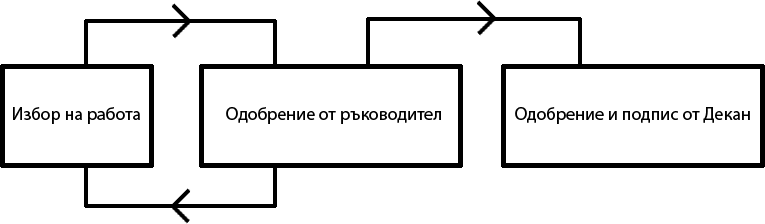 Избор на работа
Одобрение от ръководител
Одобрение и подпис от Декан